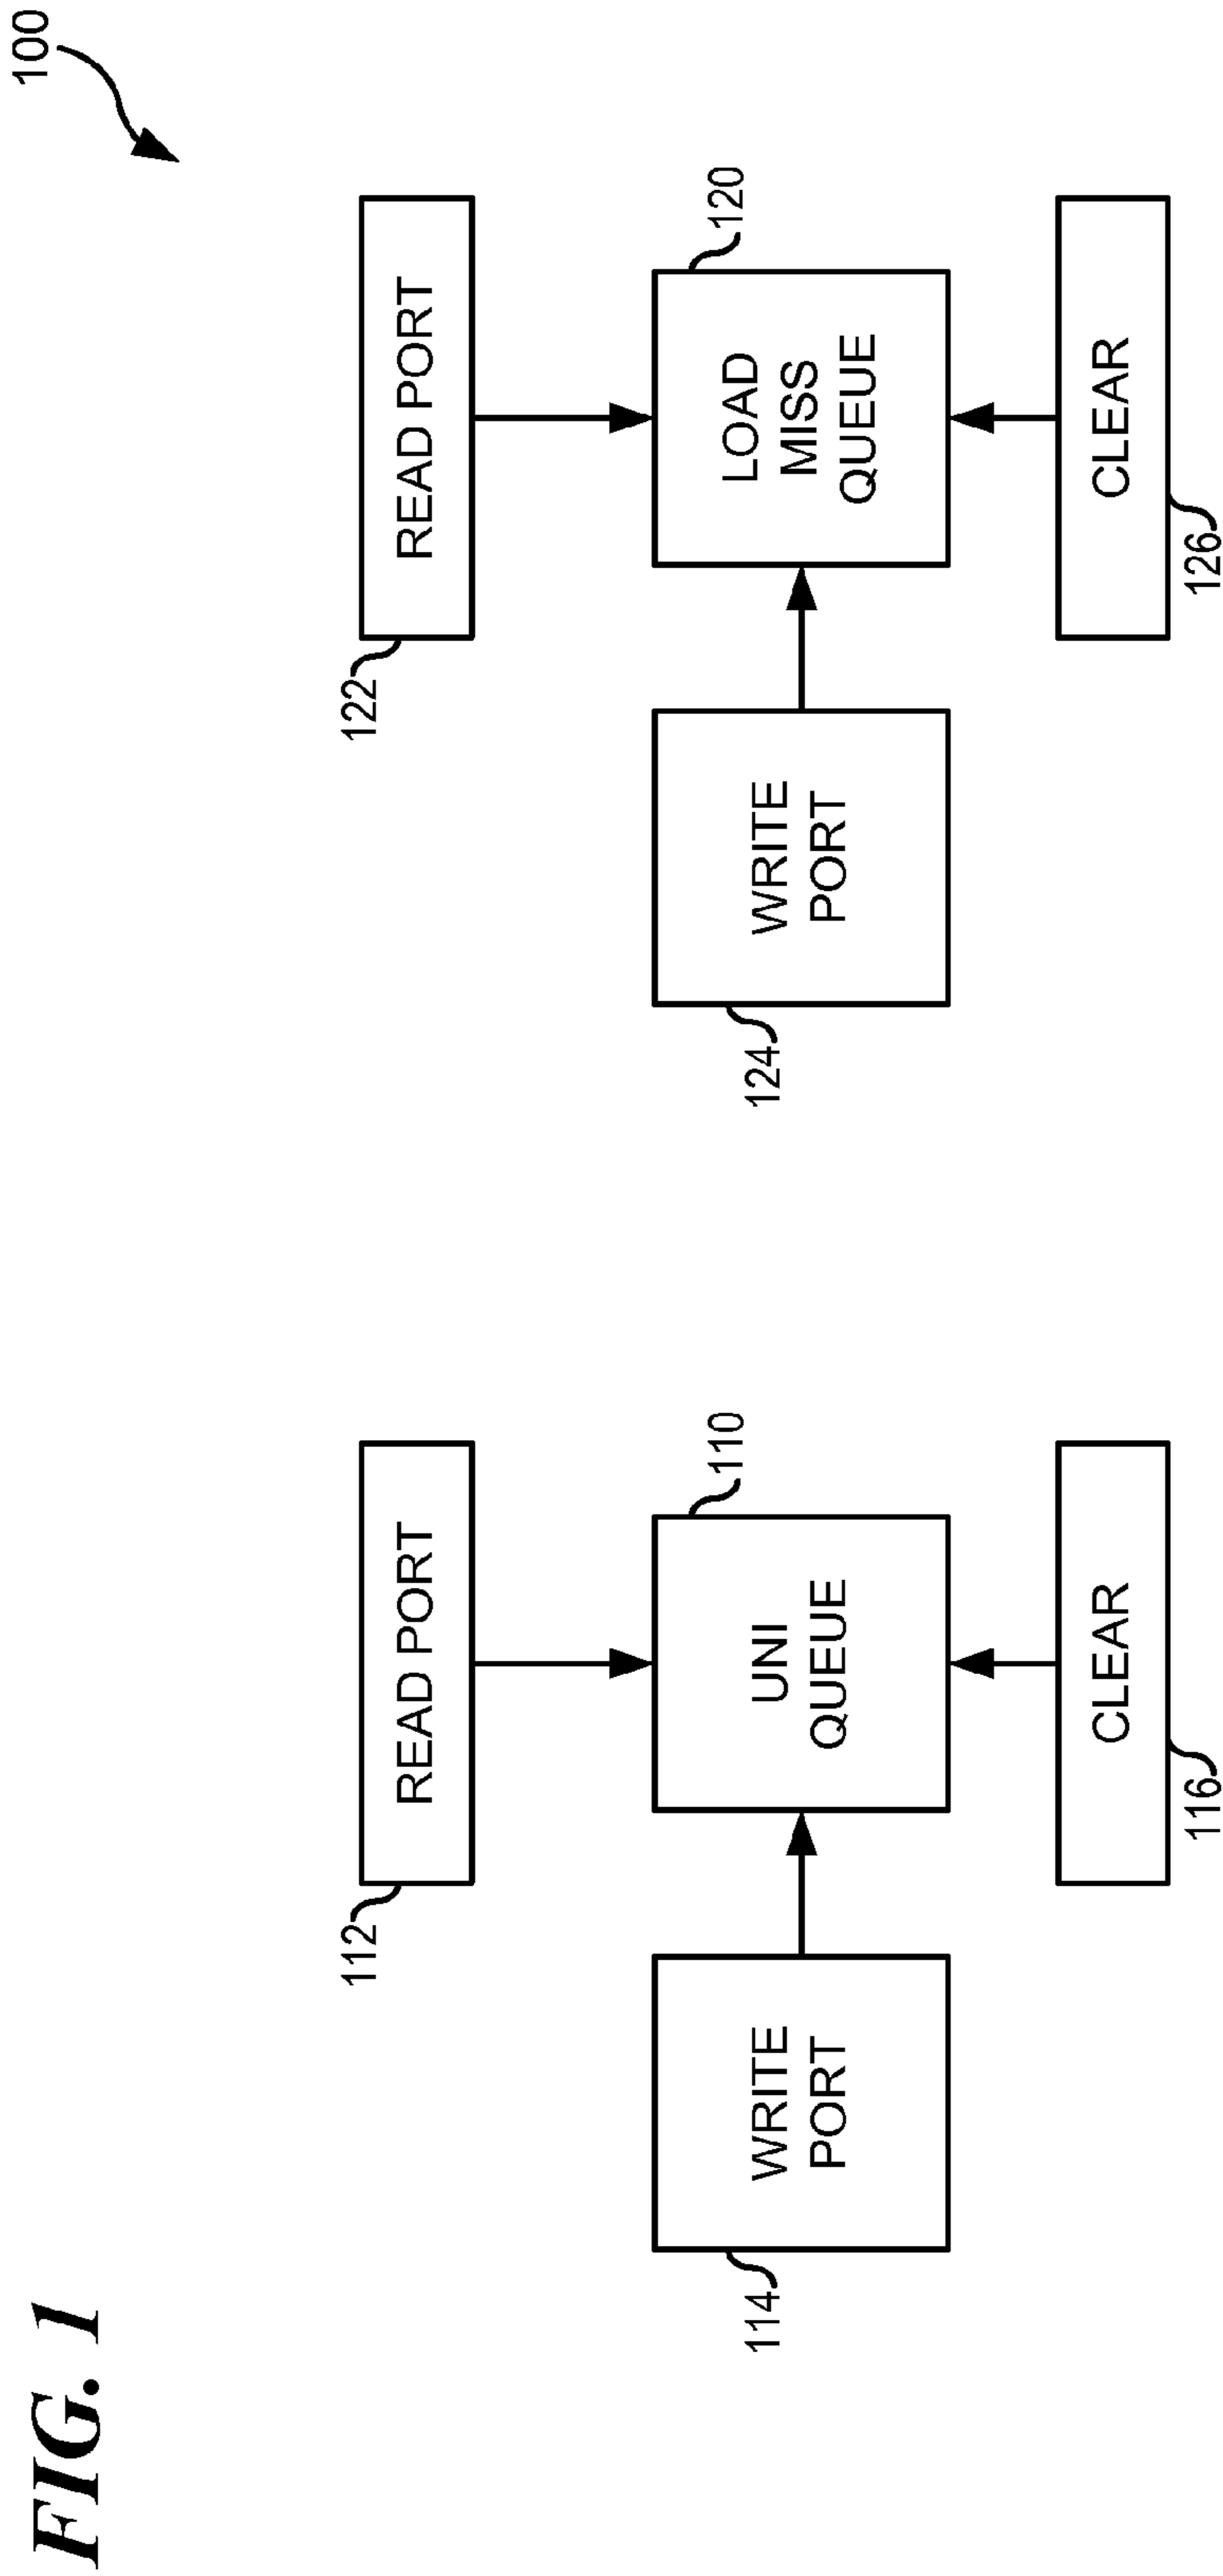 FIG. 1
100
112
READ PORT
122
READ PORT
114
WRITE
PORT
UNI
QUEUE
110
124
WRITE
PORT
LOAD
MISS
QUEUE
120
116
CLEAR
126
CLEAR